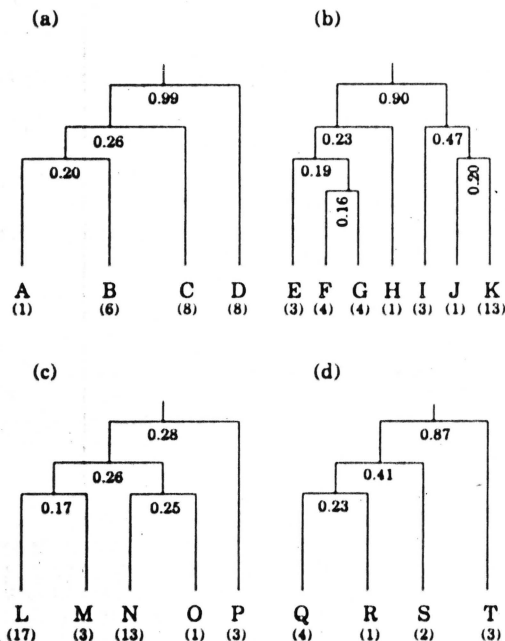 (a) (b)
0.99 0.90
0.26 0.23 0.47
0.20 0.19 0.20
0.16
A B C D E F G H I J K
(1) (6) (8) (8) (3) (4) (4) (1) (3) (1) (13)
(c) (d)
0.28 0.87
0.26 0.41
0.17 0.25 0.23
L M N O P Q R S T
(17) (3) (13) (1) (3) (4) (1) (2) (3)